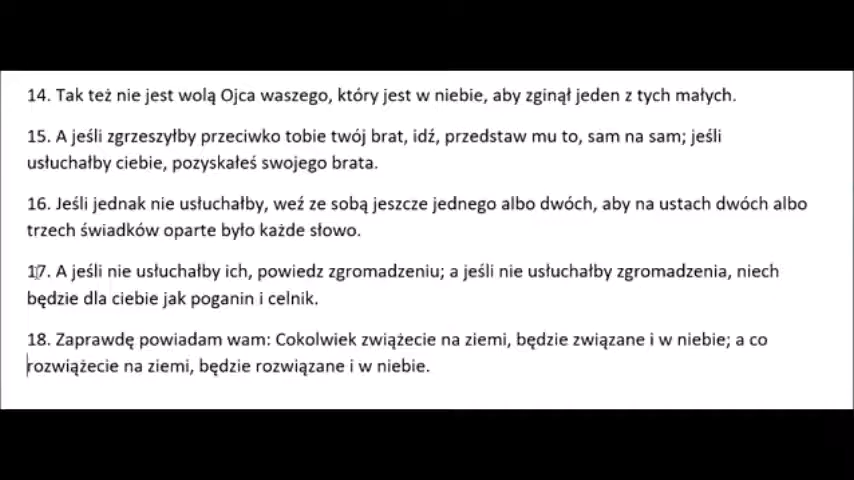 14. Tak też nie jest wolą Ojca waszego, który jest w niebie, aby zginął jeden z tych małych.
15. A jeśli zgrzeszyłby przeciwko tobie twój brat, idź, przedstaw mu to, sam na sam; jeśli
usłuchałby ciebie, pozyskałeś swojego brata.
16. Jeśli jednak nie usłuchałby, weź ze sobą jeszcze jednego albo dwóch, aby na ustach dwóch albo
trzech świadków oparte było każde słowo.
17. A jeśli nie usłuchałby ich, powiedz zgromadzeniu; a jeśli nie usłuchałby zgromadzenia, niech
będzie dla ciebie jak poganin i celnik.
18. Zaprawdę powiadam wam: Cokolwiek zwiążecie na ziemi, będzie związane i w niebie; a co
rozwiążecie na ziemi, będzie rozwiązane i w niebie.